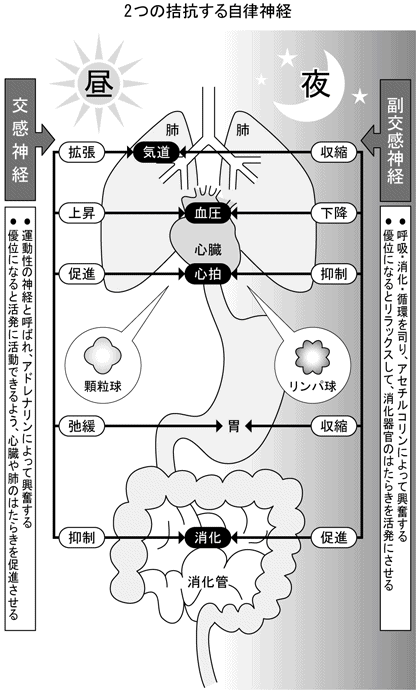 2つの拮抗する自律神経
昼
夜
交感神経
副交感神経
肺
肺
拡張
気道
収縮
上昇
血圧
下降
心臓
促進
心拍
抑制
顆粒球
リンパ球
弛緩
胃
収縮
抑制
消化
促進
消化管
● 運動性の神経と呼ばれ、アドレナリンによって興奮する
● 優位になると活発に活動できるよう、心臓や肺のはたらきを促進させる
● 呼吸・消化・循環を司り、アセチルコリンによって興奮する
● 優位になるとリラックスして、消化器官のはたらきを活発にさせる